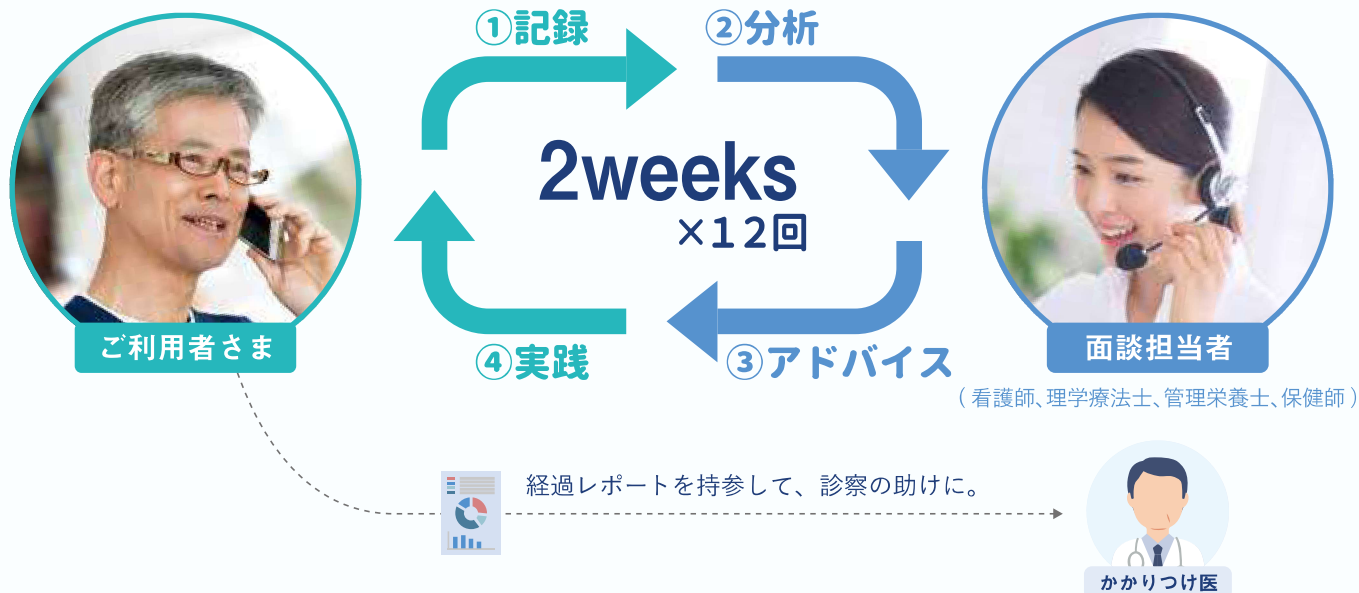 ①記録
②分析
2weeks
×12回
④実践
③アドバイス
ご利用者さま
面談担当者
(看護師、理学療法士、管理栄養士、保健師)
経過レポートを持参して、診察の助けに。
かかりつけ医